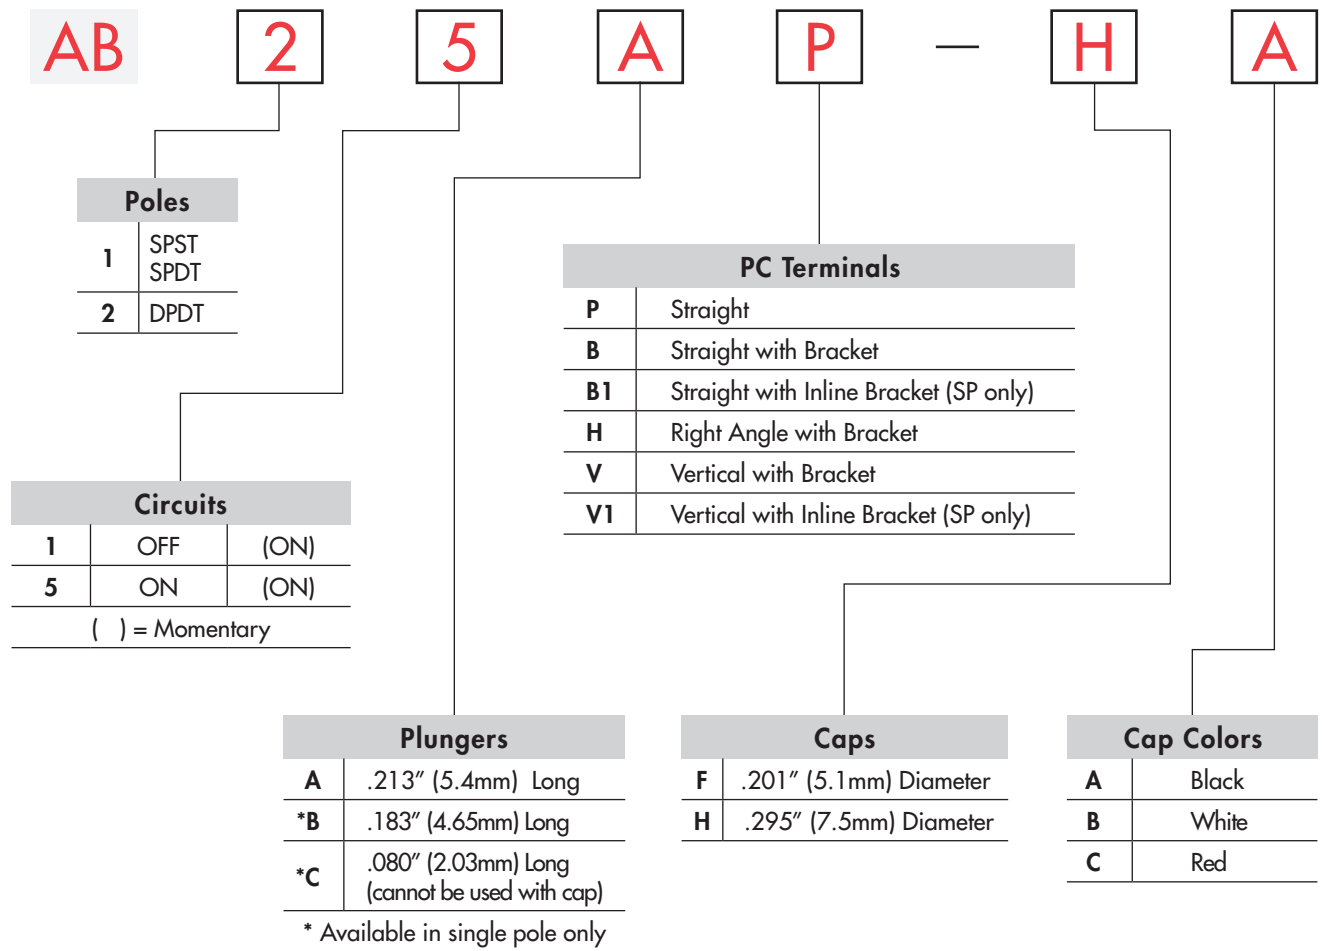 AB 2 5 A P — H A
Poles
1 SPST
SPDT
2 DPDT
PC Terminals
P Straight
B Straight with Bracket
B1 Straight with Inline Bracket (SP only)
H Right Angle with Bracket
V Vertical with Bracket
V1 Vertical with Inline Bracket (SP only)
Circuits
1 OFF (ON)
5 ON (ON)
( ) = Momentary
Plungers
A .213″ (5.4mm) Long
*B .183″ (4.65mm) Long
*C .080″ (2.03mm) Long
(cannot be used with cap)
* Available in single pole only
Caps
F .201″ (5.1mm) Diameter
H .295″ (7.5mm) Diameter
Cap Colors
A Black
B White
C Red